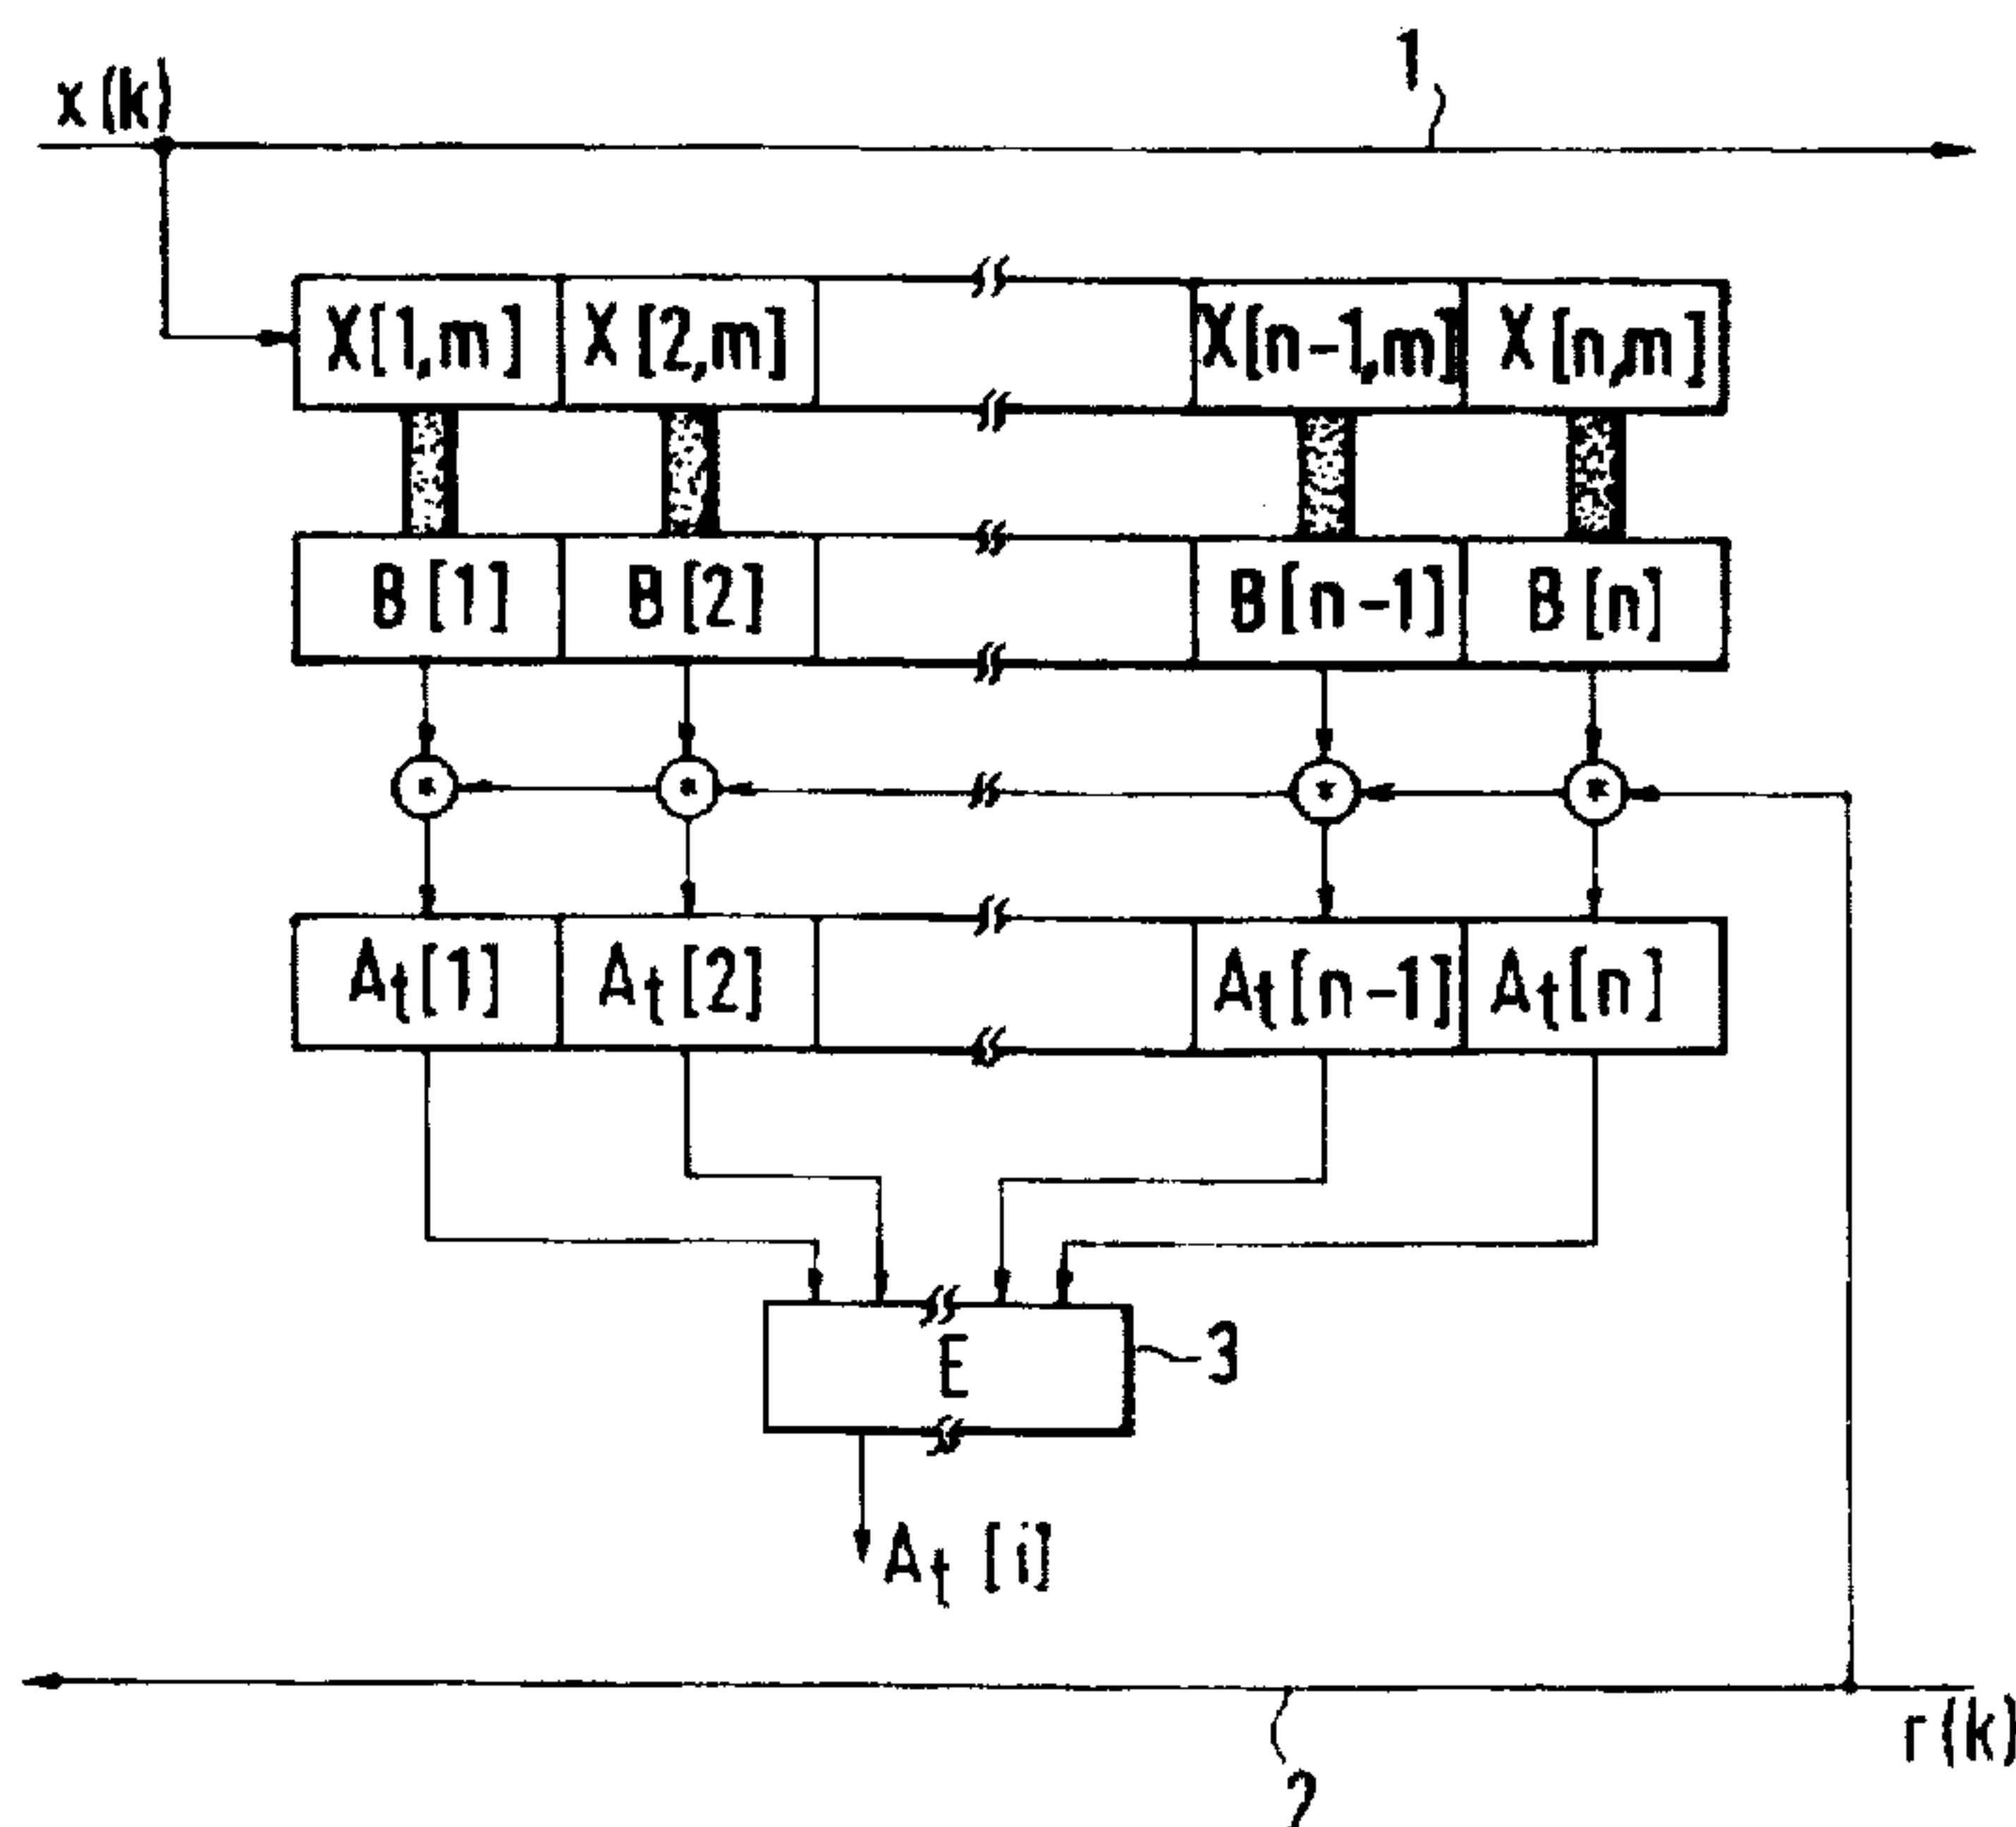 1
x(k)
X[1,m] X[2,m] X[n-1,m] X[n,m]
B[1] B[2] B[n-1] B[n]
At[1] At[2] At[n-1] At[n]
E 3
At [i]
r(k)
2